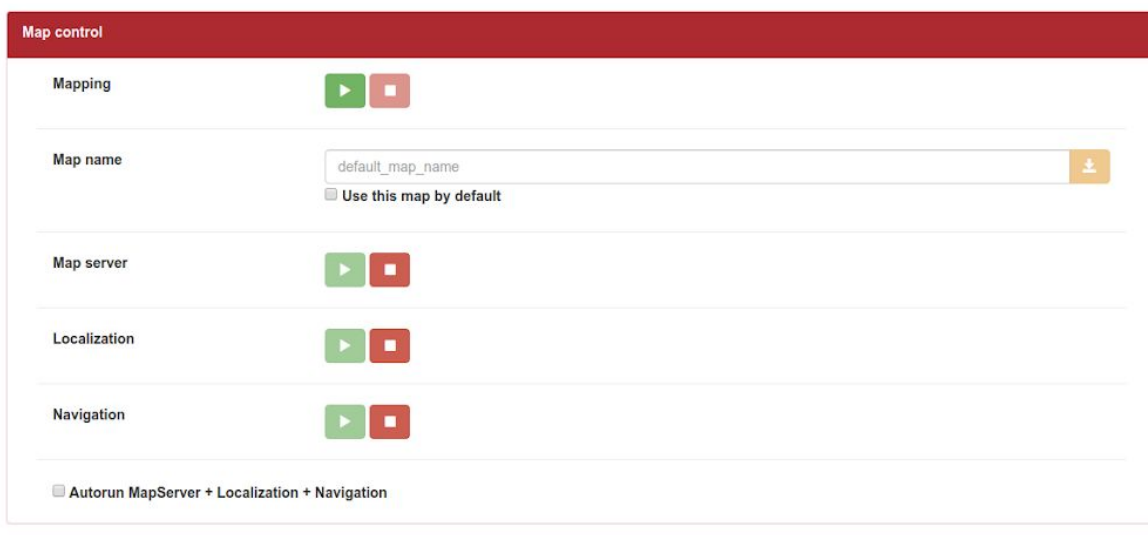 Map control
Mapping
Map name
default_map_name
Use this map by default
Map server
Localization
Navigation
Autorun MapServer + Localization + Navigation